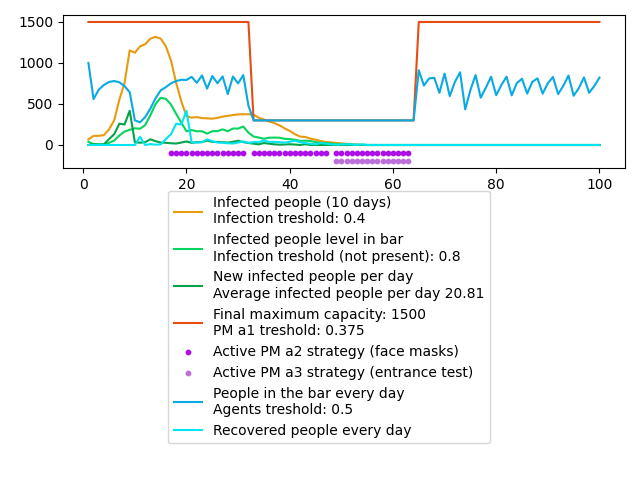 1500
1000
500
0
0
20
40
60
80
100
Infected people (10 days)
Infection treshold: 0.4
Infected people level in bar
Infection treshold (not present): 0.8
New infected people per day
Average infected people per day 20.81
Final maximum capacity: 1500
PM a1 treshold: 0.375
Active PM a2 strategy (face masks)
Active PM a3 strategy (entrance test)
People in the bar every day
Agents treshold: 0.5
Recovered people every day